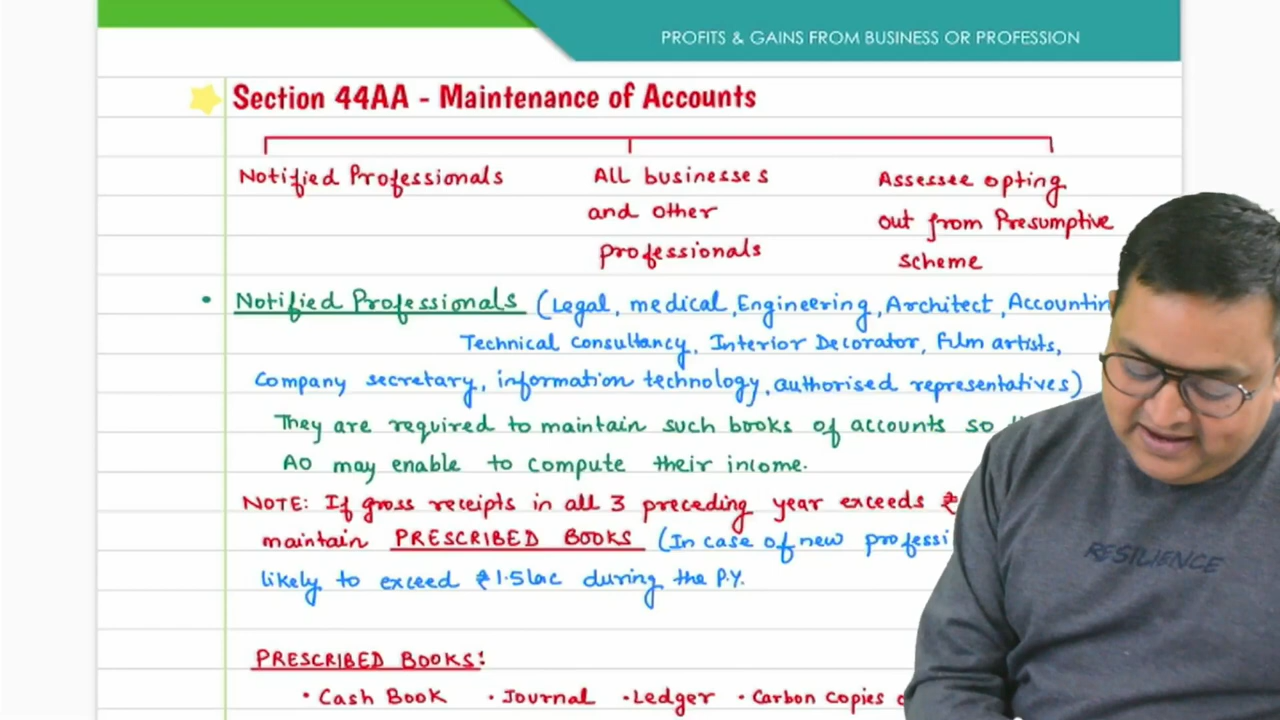 PROFITS & GAINS FROM BUSINESS OR PROFESSION
Section 44AA - Maintenance of Accounts
Notified Professionals
All businesses
and other
professionals
Assessee opting
out from Presumptive
scheme
• Notified Professionals (Legal, medical, Engineering, Architect, Accountin
Technical consultancy, Interior Decorator, Film artists,
Company secretary, information technology, authorised representatives)
They are required to maintain such books of accounts so
AO may enable to compute their income.
NOTE: If gross receipts in all 3 preceding year exceeds ₹
maintain PRESCRIBED BOOKS (In case of new professi
likely to exceed ₹1.5lac during the P.Y.
PRESCRIBED BOOKS:
• Cash Book • Journal • Ledger • Carbon copies
RESILIENCE